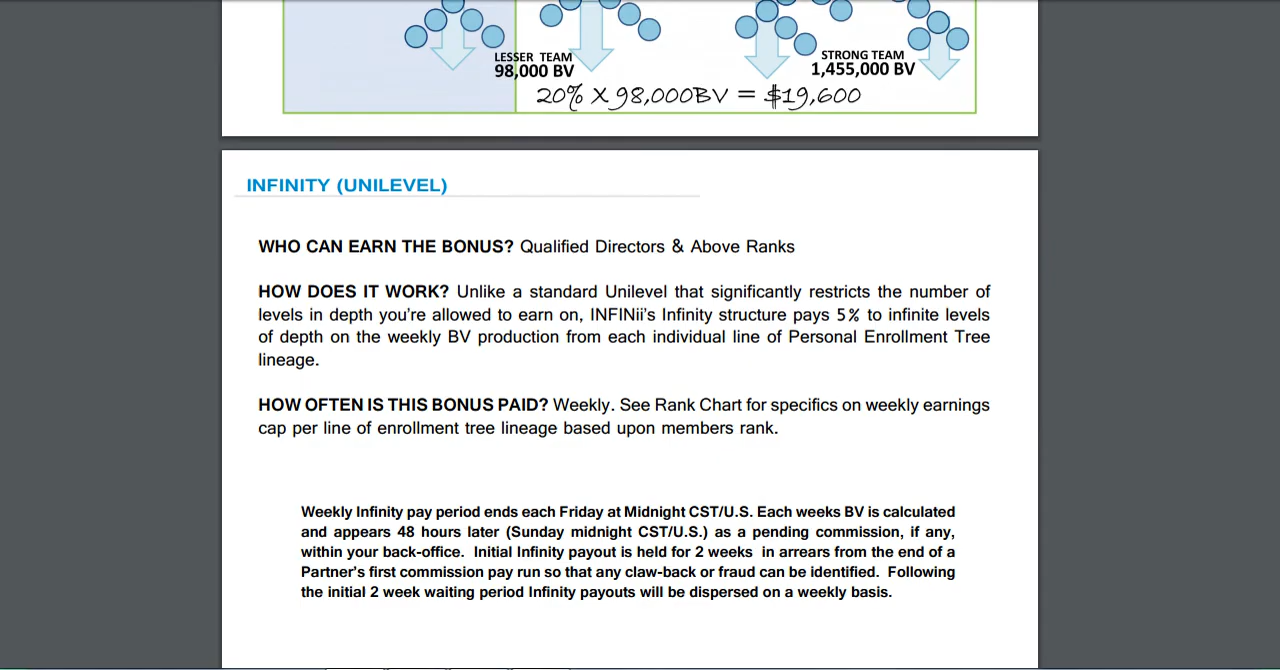 LESSER TEAM
98,000 BV
STRONG TEAM
1,455,000 BV
20% X 98,000BV = $19,600
INFINITY (UNILEVEL)
WHO CAN EARN THE BONUS? Qualified Directors & Above Ranks
HOW DOES IT WORK? Unlike a standard Unilevel that significantly restricts the number of
levels in depth you're allowed to earn on, INFINii's Infinity structure pays 5% to infinite levels
of depth on the weekly BV production from each individual line of Personal Enrollment Tree
lineage.
HOW OFTEN IS THIS BONUS PAID? Weekly. See Rank Chart for specifics on weekly earnings
cap per line of enrollment tree lineage based upon members rank.
Weekly Infinity pay period ends each Friday at Midnight CST/U.S. Each weeks BV is calculated
and appears 48 hours later (Sunday midnight CST/U.S.) as a pending commission, if any,
within your back-office. Initial Infinity payout is held for 2 weeks in arrears from the end of a
Partner's first commission pay run so that any claw-back or fraud can be identified. Following
the initial 2 week waiting period Infinity payouts will be dispersed on a weekly basis.